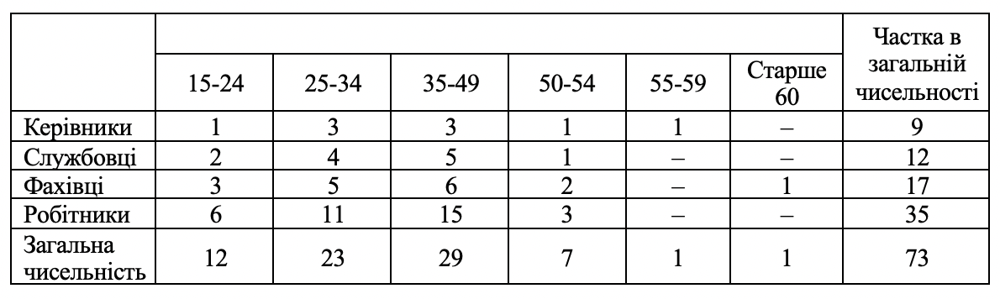 Частка в
загальній
чисельності
15-24 25-34 35-49 50-54 55-59 Старше
60
Керівники 1 3 3 1 1 – 9
Службовці 2 4 5 1 – – 12
Фахівці 3 5 6 2 – 1 17
Робітники 6 11 15 3 – – 35
Загальна
чисельність 12 23 29 7 1 1 73